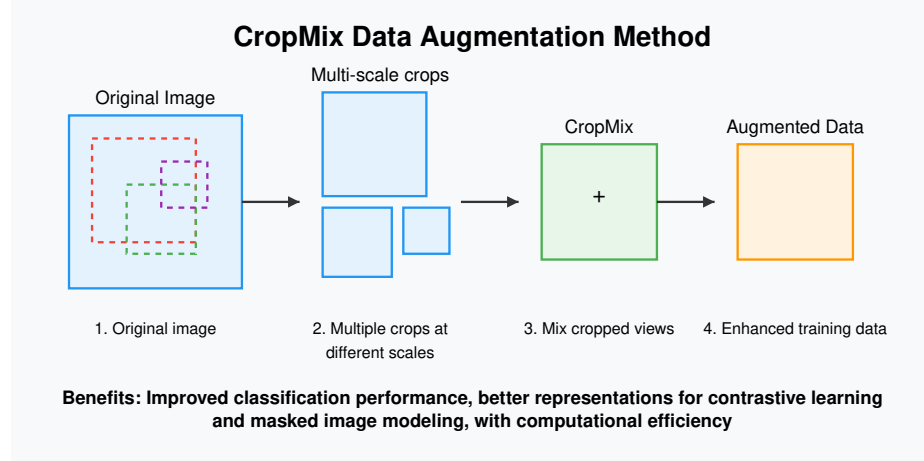 CropMix Data Augmentation Method
Original Image
Multi-scale crops
CropMix
Augmented Data
+
1. Original image
2. Multiple crops at
different scales
3. Mix cropped views
4. Enhanced training data
Benefits: Improved classification performance, better representations for contrastive learning
and masked image modeling, with computational efficiency